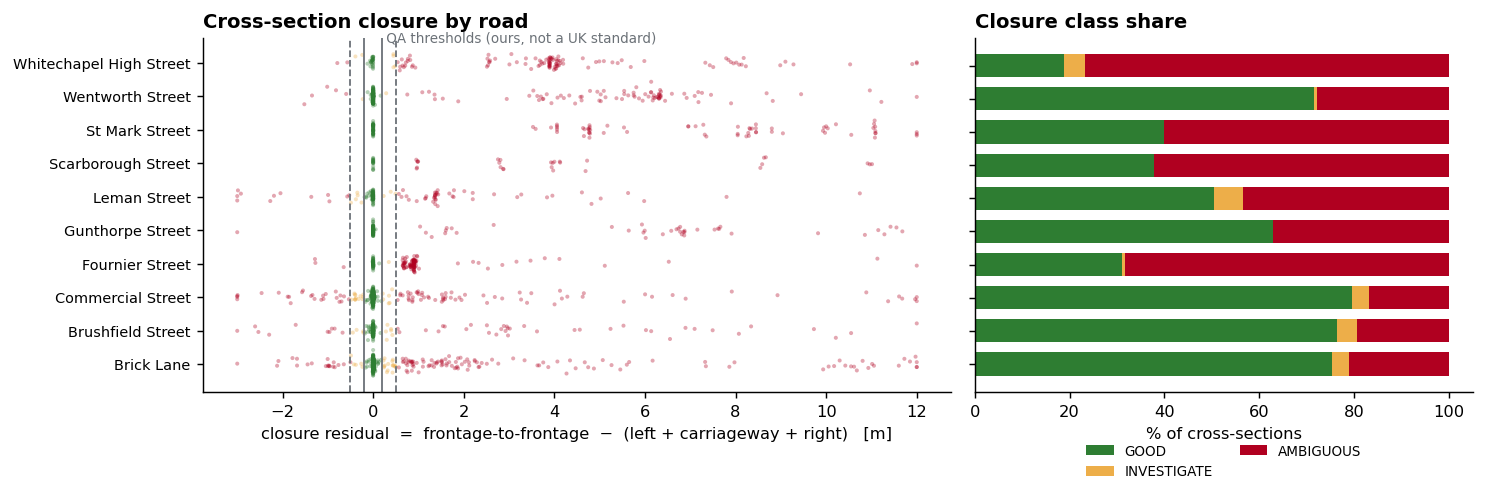 Cross-section closure by road
QA thresholds (ours, not a UK standard)
Whitechapel High Street
Wentworth Street
St Mark Street
Scarborough Street
Leman Street
Gunthorpe Street
Fournier Street
Commercial Street
Brushfield Street
Brick Lane
−2 0 2 4 6 8 10 12
closure residual = frontage-to-frontage − (left + carriageway + right) [m]
Closure class share
0 20 40 60 80 100
% of cross-sections
GOOD AMBIGUOUS
INVESTIGATE